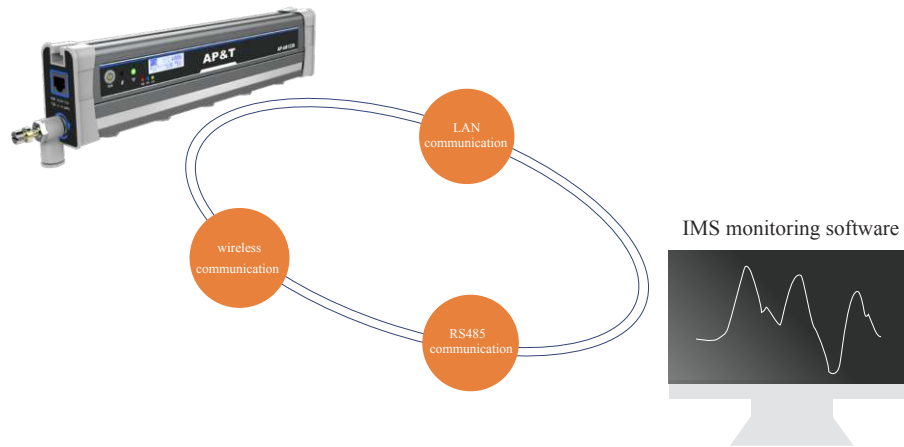 AP&T
LAN
communication
IMS monitoring software
wireless
communication
RS485
communication